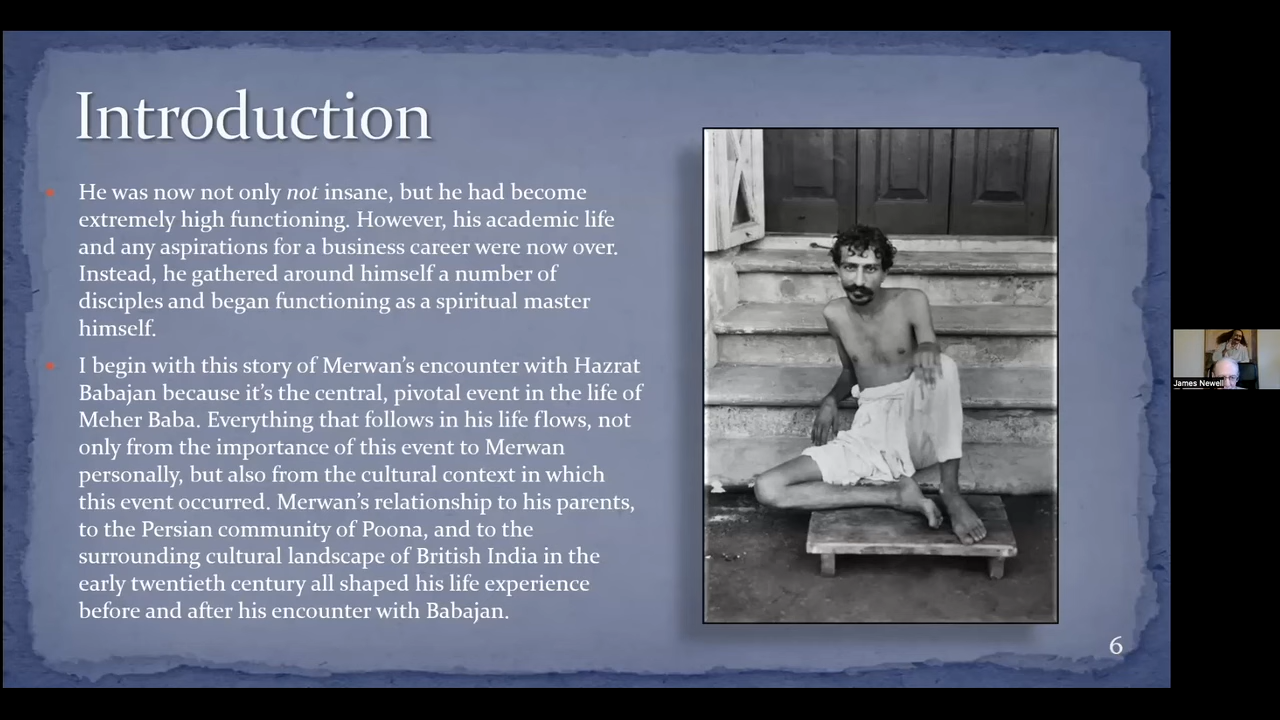 Introduction
He was now not only not insane, but he had become
extremely high functioning. However, his academic life
and any aspirations for a business career were now over.
Instead, he gathered around himself a number of
disciples and began functioning as a spiritual master
himself.
I begin with this story of Merwan’s encounter with Hazrat
Babajan because it’s the central, pivotal event in the life of
Meher Baba. Everything that follows in his life flows, not
only from the importance of this event to Merwan
personally, but also from the cultural context in which
this event occurred. Merwan’s relationship to his parents,
to the Persian community of Poona, and to the
surrounding cultural landscape of British India in the
early twentieth century all shaped his life experience
before and after his encounter with Babajan.
6
James Newell